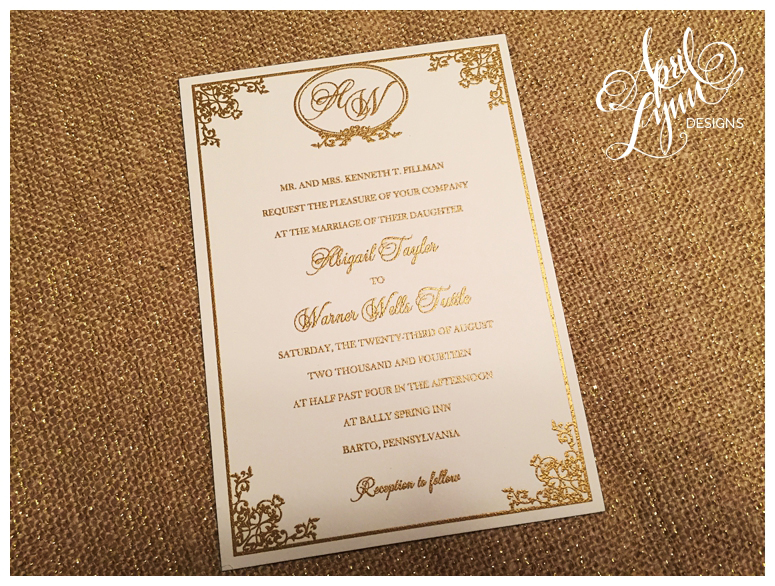 April
Lynn
DESIGNS
AW
MR. AND MRS. KENNETH T. FILLMAN
REQUEST THE PLEASURE OF YOUR COMPANY
AT THE MARRIAGE OF THEIR DAUGHTER
Abigail Taylor
TO
Warner Wells Tuttle
SATURDAY, THE TWENTY-THIRD OF AUGUST
TWO THOUSAND AND FOURTEEN
AT HALF PAST FOUR IN THE AFTERNOON
AT BALLY SPRING INN
BARTO, PENNSYLVANIA
Reception to follow